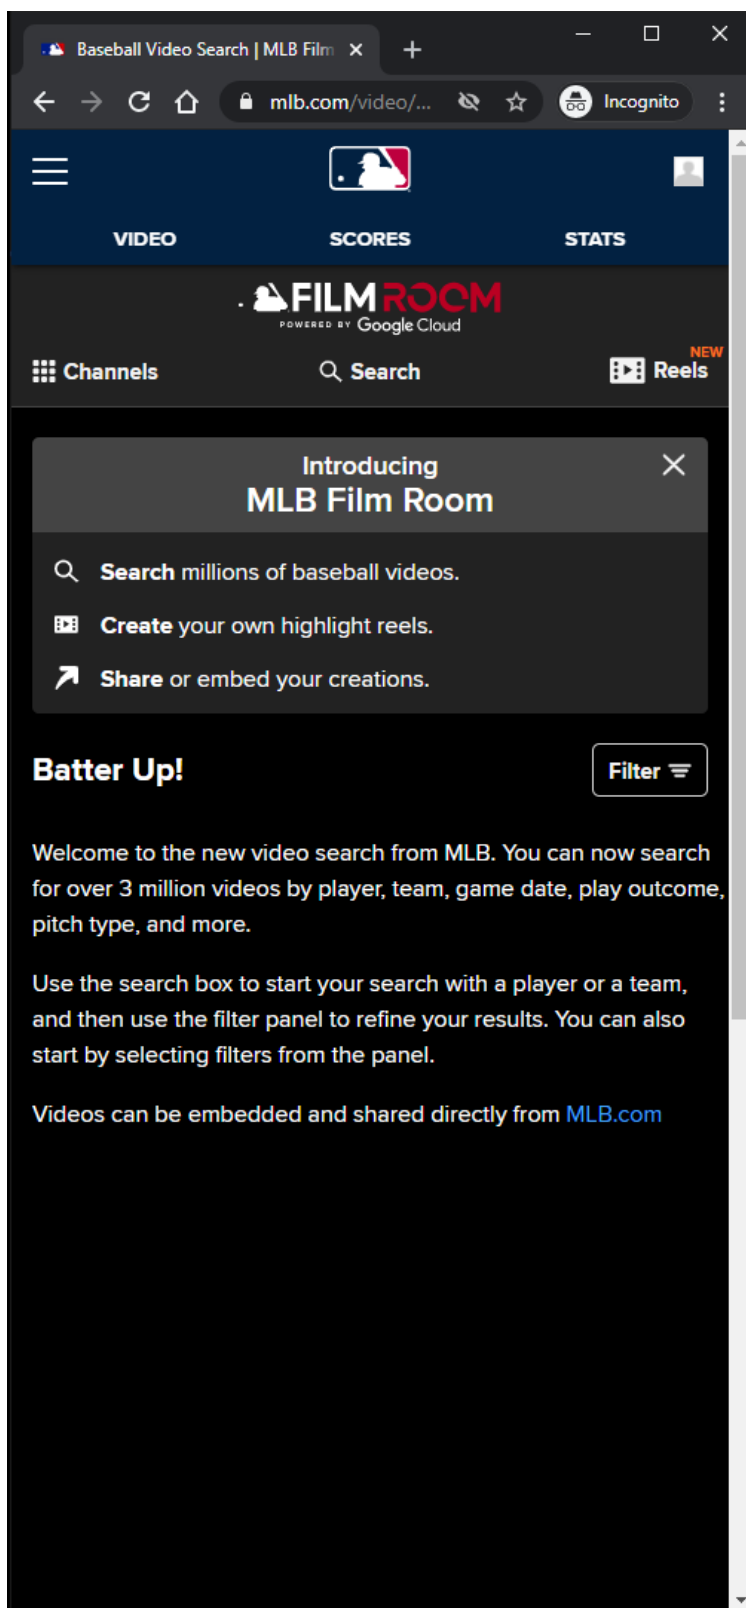 Baseball Video Search | MLB Film
mlb.com/video/...
Incognito
VIDEO
SCORES
STATS
FILM ROOM
POWERED BY Google Cloud
Channels
Search
NEW
Reels
Introducing
MLB Film Room
Search millions of baseball videos.
Create your own highlight reels.
Share or embed your creations.
Batter Up!
Filter
Welcome to the new video search from MLB. You can now search
for over 3 million videos by player, team, game date, play outcome,
pitch type, and more.
Use the search box to start your search with a player or a team,
and then use the filter panel to refine your results. You can also
start by selecting filters from the panel.
Videos can be embedded and shared directly from MLB.com